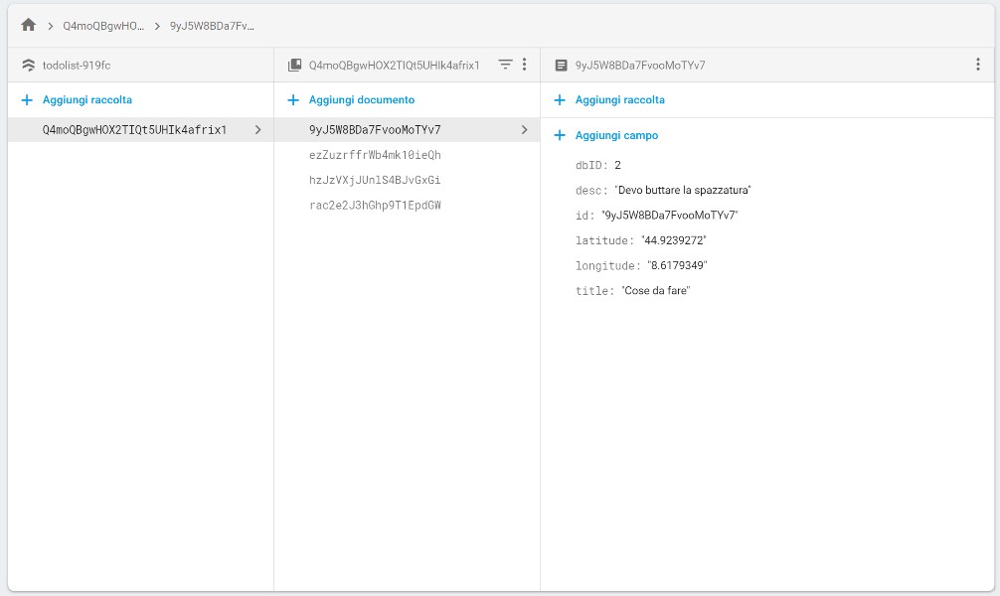 Q4moQBgwHO... > 9yJ5W8BDa7Fv...
todolist-919fc
Q4moQBgwHOX2TIQt5UHIk4afrix1
9yJ5W8BDa7FvooMoTYv7
Aggiungi raccolta
Aggiungi documento
Aggiungi raccolta
Q4moQBgwHOX2TIQt5UHIk4afrix1
9yJ5W8BDa7FvooMoTYv7
ezZuzrffrWb4mk10ieQh
hzJzVXjJUnlS4BJvGxGi
rac2e2J3hGhp9T1EpdGW
Aggiungi campo
dbID: 2
desc: "Devo buttare la spazzatura"
id: "9yJ5W8BDa7FvooMoTYv7"
latitude: "44.9239272"
longitude: "8.6179349"
title: "Cose da fare"